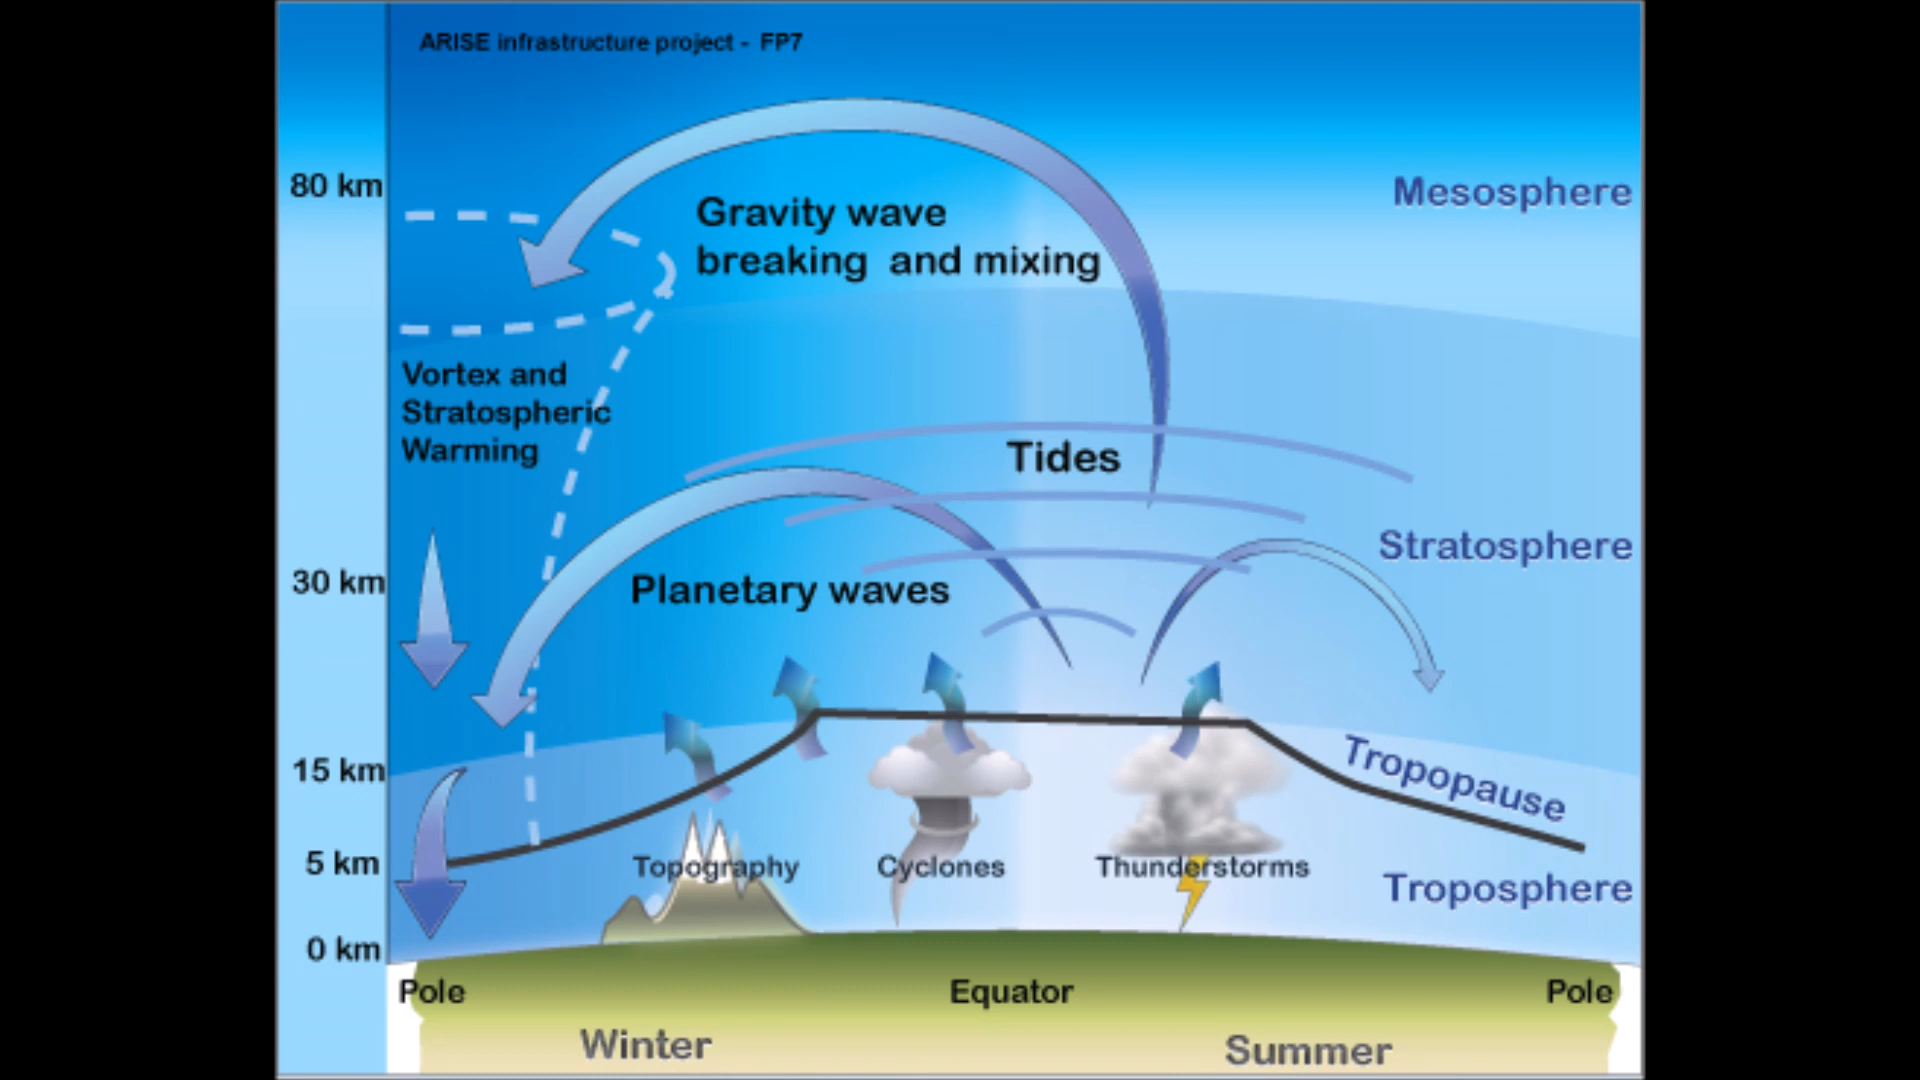 ARISE infrastructure project - FP7
80 km
Mesosphere
Gravity wave
breaking and mixing
Vortex and
Stratospheric
Warming
Tides
Stratosphere
30 km
Planetary waves
15 km
Tropopause
5 km
Topography
Cyclones
Thunderstorms
Troposphere
0 km
Pole
Equator
Pole
Winter
Summer